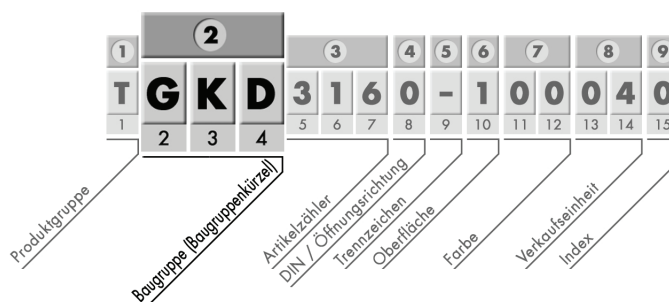 1 2 3 4 5 6 7 8 9
T G K D 3 1 6 0 - 1 0 0 0 4 0
1 2 3 4 5 6 7 8 9 10 11 12 13 14 15
Produktgruppe
Baugruppe (Baugruppenkürzel)
Artikelzähler
DIN / Öffnungsrichtung
Trennzeichen
Oberfläche
Farbe
Verkaufseinheit
Index